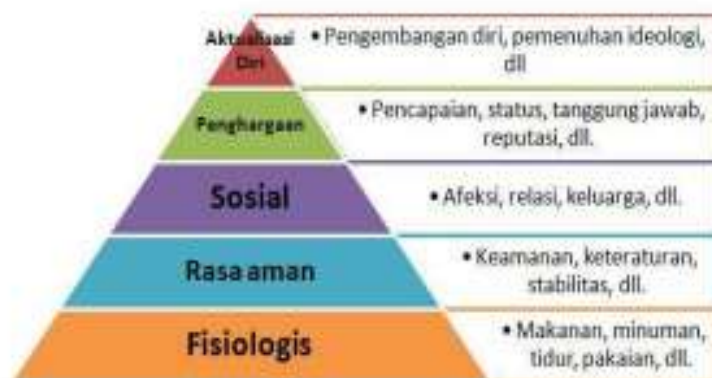 Aktualisasi
Diri
• Pengembangan diri, pemenuhan ideologi,
dll
Penghargaan
• Pencapaian, status, tanggung jawab,
reputasi, dll.
Sosial
• Afeksi, relasi, keluarga, dll.
Rasa aman
• Keamanan, keteraturan,
stabilitas, dll.
Fisiologis
• Makanan, minuman,
tidur, pakaian, dll.